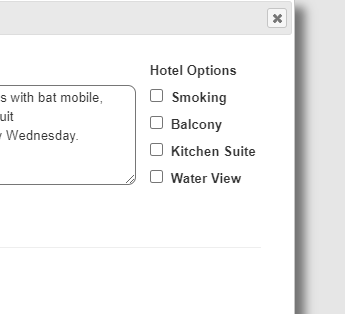 Hotel Options
s with bat mobile,
Smoking
uit
Balcony
Wednesday.
Kitchen Suite
Water View